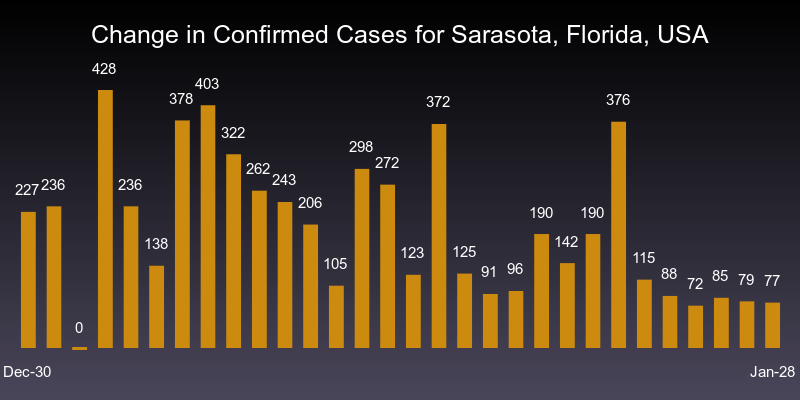 Change in Confirmed Cases for Sarasota, Florida, USA
227 236 0 428 236 138 378 403 322 262 243 206 105 298 272 123 372 125 91 96 190 142 190 376 115 88 72 85 79 77
Dec-30 Jan-28